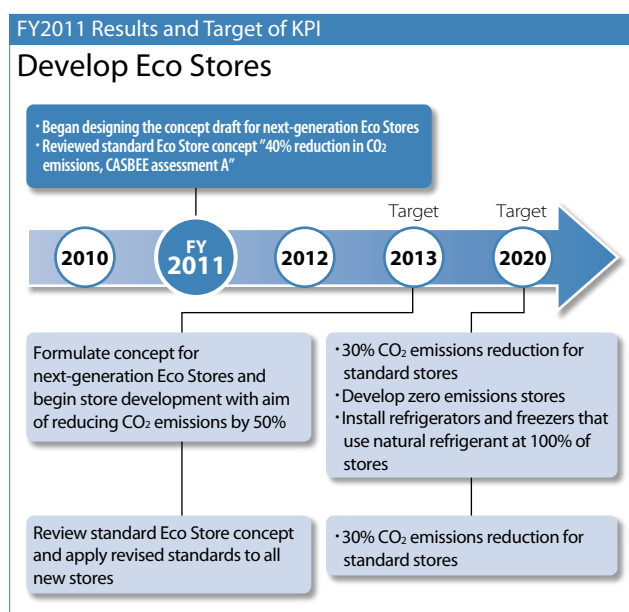 FY2011 Results and Target of KPI
Develop Eco Stores
・Began designing the concept draft for next-generation Eco Stores
・Reviewed standard Eco Store concept "40% reduction in CO₂
emissions, CASBEE assessment A"
Target
Target
2010
FY
2011
2012
2013
2020
Formulate concept for
next-generation Eco Stores and
begin store development with aim
of reducing CO₂ emissions by 50%
・30% CO₂ emissions reduction for
standard stores
・Develop zero emissions stores
・Install refrigerators and freezers that
use natural refrigerant at 100% of
stores
Review standard Eco Store concept
and apply revised standards to all
new stores
・30% CO₂ emissions reduction for
standard stores